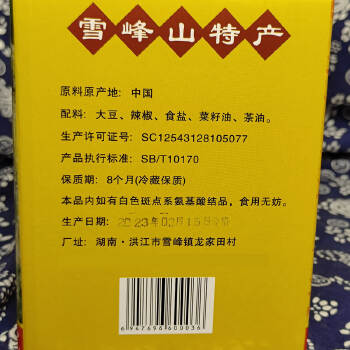 雪峰山特产
原料原产地: 中国
配料: 大豆、辣椒、食盐、菜籽油、茶油。
生产许可证号: SC12543128105077
产品执行标准: SB/T10170
保质期: 8个月(冷藏保质)
本品内如有白色斑点系氨基酸结晶，食用无妨。
生产日期: 2023年02月15日
厂址: 湖南·洪江市雪峰镇龙家田村
6947696600036